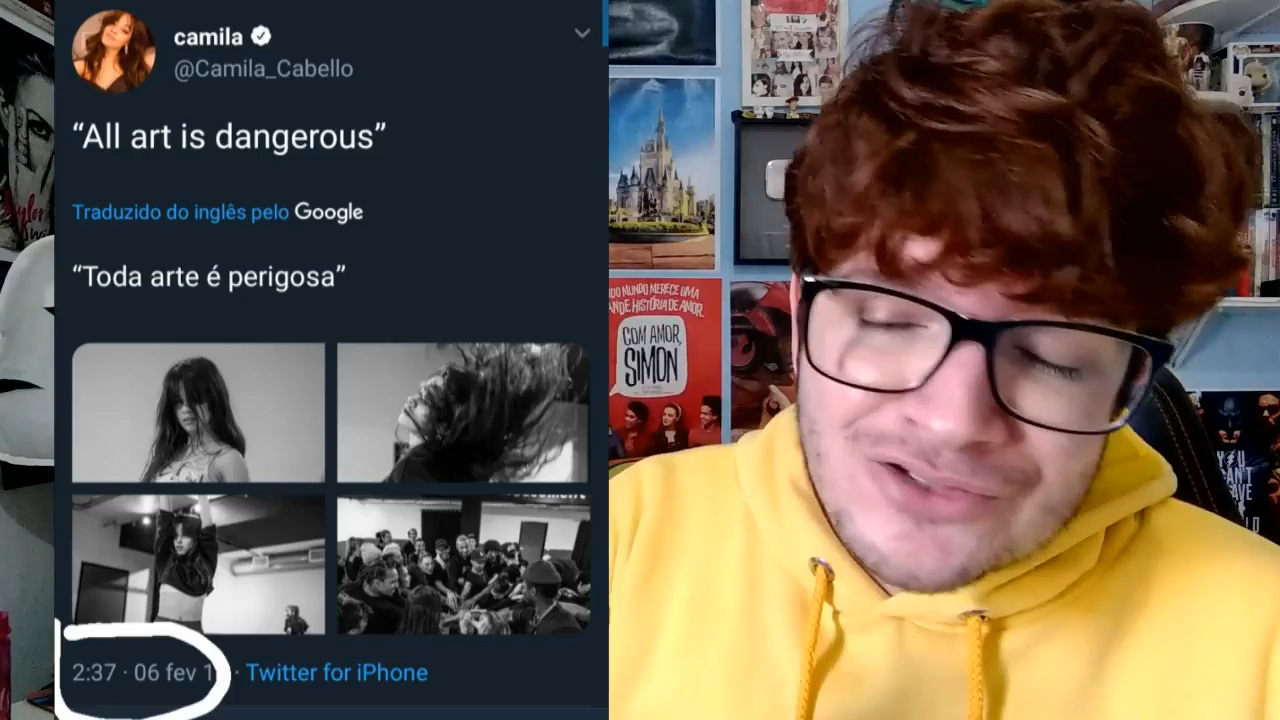 camila
@Camila_Cabello
“All art is dangerous”
Traduzido do inglês pelo Google
“Toda arte é perigosa”
2:37 · 06 fev 1 · Twitter for iPhone
COM AMOR,
SIMON